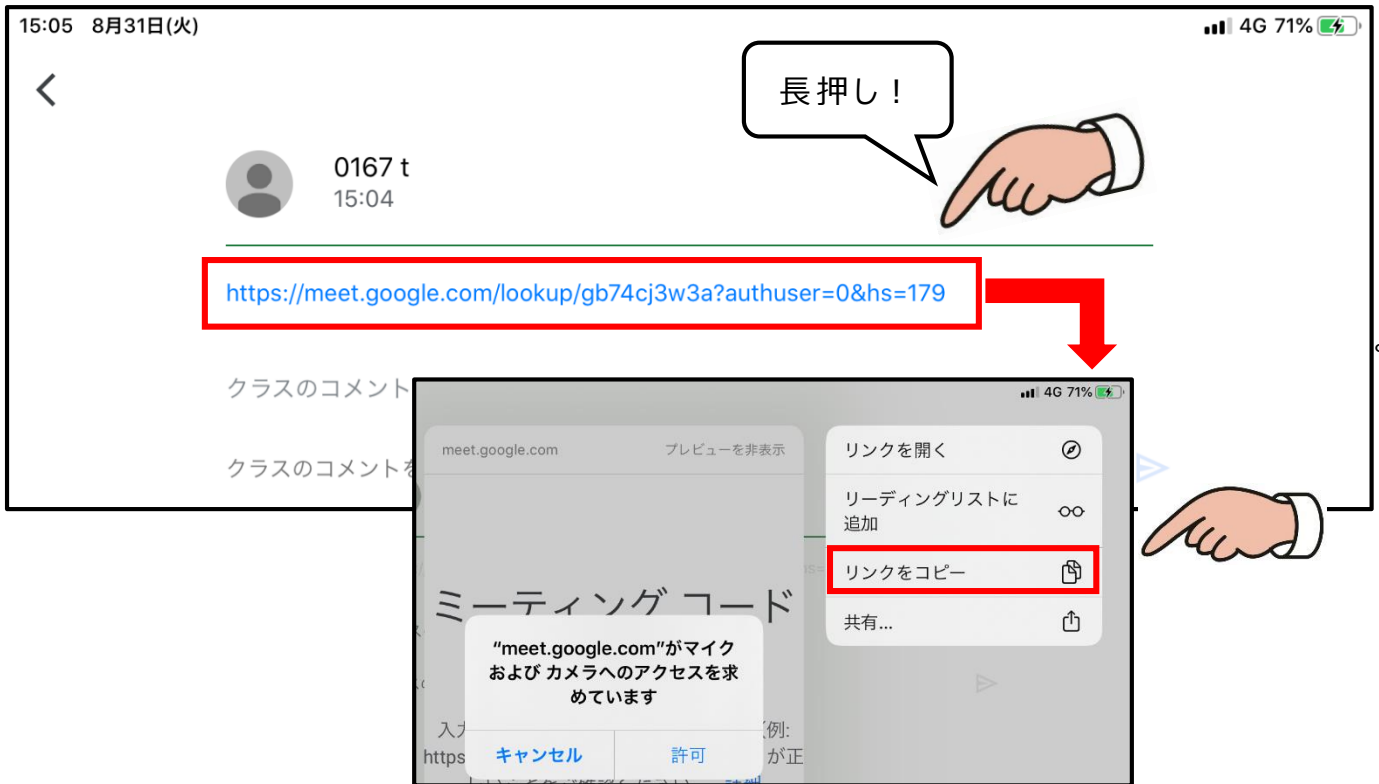 15:05 8月31日(火)
4G 71%
長押し！
0167 t
15:04
https://meet.google.com/lookup/gb74cj3w3a?authuser=0&hs=179
クラスのコメント
クラスのコメントを
4G 71%
meet.google.com プレビューを非表示
リンクを開く
リーディングリストに
追加
リンクをコピー
共有...
ミーティング コード
“meet.google.com”がマイク
および カメラへのアクセスを求
めています
キャンセル 許可
入力
例:
https
が正